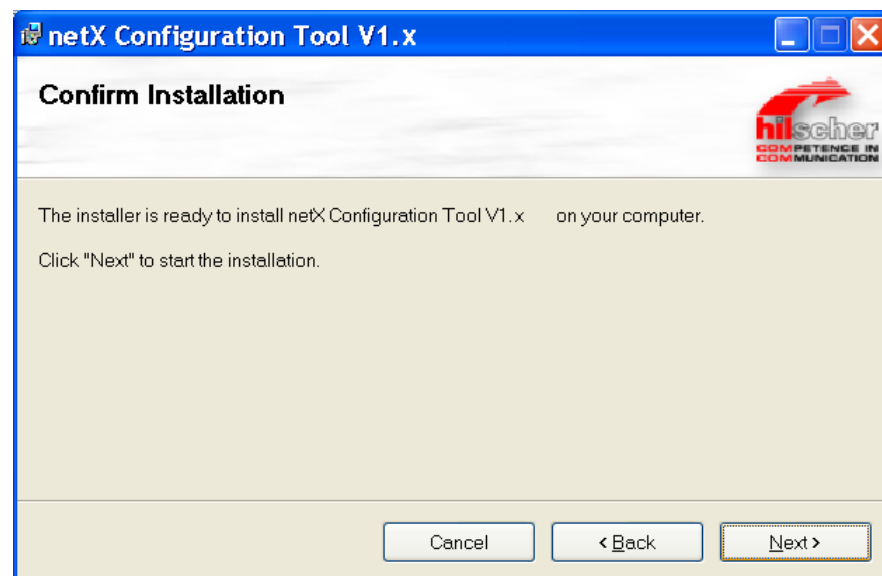 netX Configuration Tool V1.x
Confirm Installation
hilscher
COMPETENCE IN
COMMUNICATION
The installer is ready to install netX Configuration Tool V1.x on your computer.
Click "Next" to start the installation.
Cancel
< Back
Next >